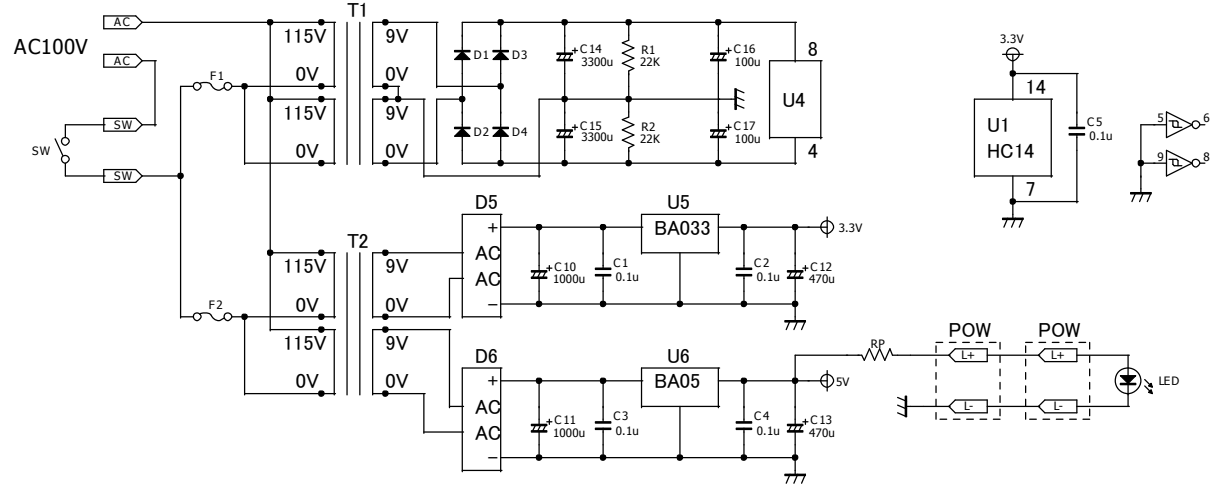 AC100V
AC
AC
F1
SW
SW
SW
F2
T1
115V
0V
115V
0V
9V
0V
9V
0V
D1
D3
D2
D4
C14
3300u
C15
3300u
R1
22K
R2
22K
C16
100u
C17
100u
8
U4
4
3.3V
14
U1
HC14
7
C5
0.1u
5
6
9
8
T2
115V
0V
115V
0V
9V
0V
9V
0V
D5
+
AC
AC
−
C10
1000u
C1
0.1u
U5
BA033
C2
0.1u
C12
470u
3.3V
D6
+
AC
AC
−
C11
1000u
C3
0.1u
U6
BA05
C4
0.1u
C13
470u
5V
RP
POW
L+
L-
POW
L+
L-
LED